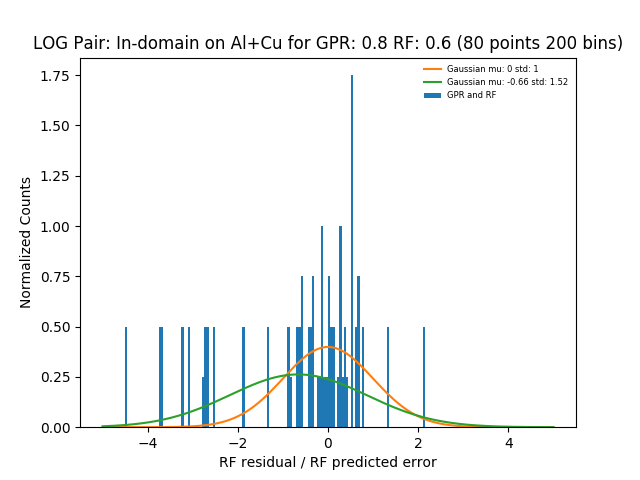 LOG Pair: In-domain on Al+Cu for GPR: 0.8 RF: 0.6 (80 points 200 bins)
Gaussian mu: 0 std: 1
Gaussian mu: -0.66 std: 1.52
GPR and RF
Normalized Counts
1.75
1.50
1.25
1.00
0.75
0.50
0.25
0.00
−4 −2 0 2 4
RF residual / RF predicted error